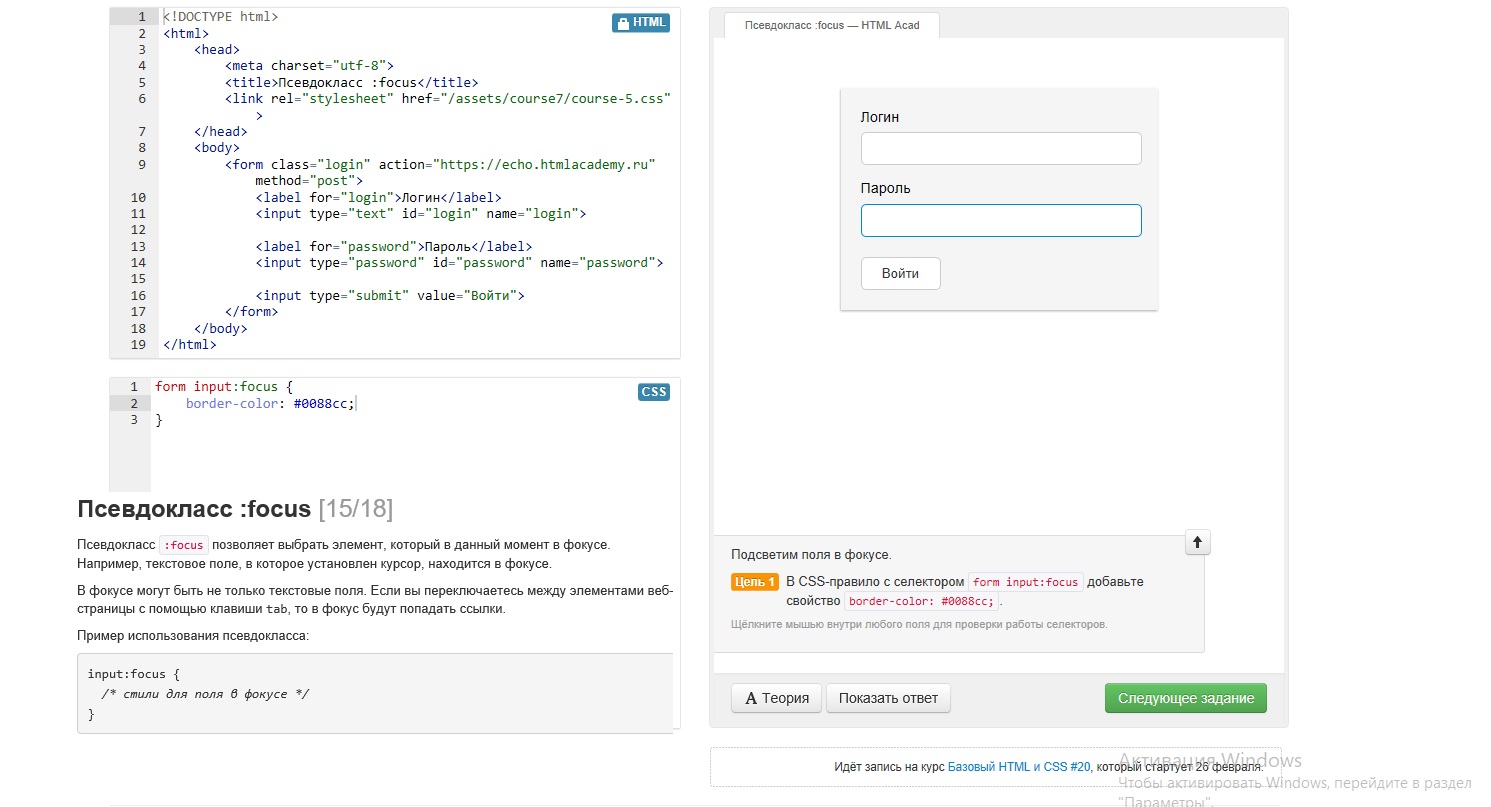 1 <!DOCTYPE html>
HTML
2 <html>
3 <head>
4 <meta charset="utf-8">
5 <title>Псевдокласс :focus</title>
6 <link rel="stylesheet" href="/assets/course7/course-5.css"
>
7 </head>
8 <body>
9 <form class="login" action="https://echo.htmlacademy.ru"
method="post">
10 <label for="login">Логин</label>
11 <input type="text" id="login" name="login">
12
13 <label for="password">Пароль</label>
14 <input type="password" id="password" name="password">
15
16 <input type="submit" value="Войти">
17 </form>
18 </body>
19 </html>
1 form input:focus {
CSS
2 border-color: #0088cc;
3 }
Псевдокласс :focus [15/18]
Псевдокласс :focus позволяет выбрать элемент, который в данный момент в фокусе.
Например, текстовое поле, в которое установлен курсор, находится в фокусе.
В фокусе могут быть не только текстовые поля. Если вы переключаетесь между элементами веб-
страницы с помощью клавиши tab, то в фокус будут попадать ссылки.
Пример использования псевдокласса:
input:focus {
/* стили для поля в фокусе */
}
Псевдокласс :focus — HTML Acad
Логин
Пароль
Войти
Подсветим поля в фокусе.
Цель 1 В CSS-правило с селектором form input:focus добавьте
свойство border-color: #0088cc; .
Щёлкните мышью внутри любого поля для проверки работы селекторов.
A Теория Показать ответ Следующее задание
Идёт запись на курс Базовый HTML и CSS #20, который стартует 26 февраля.
Активация Windows
Чтобы активировать Windows, перейдите в раздел
"Параметры".